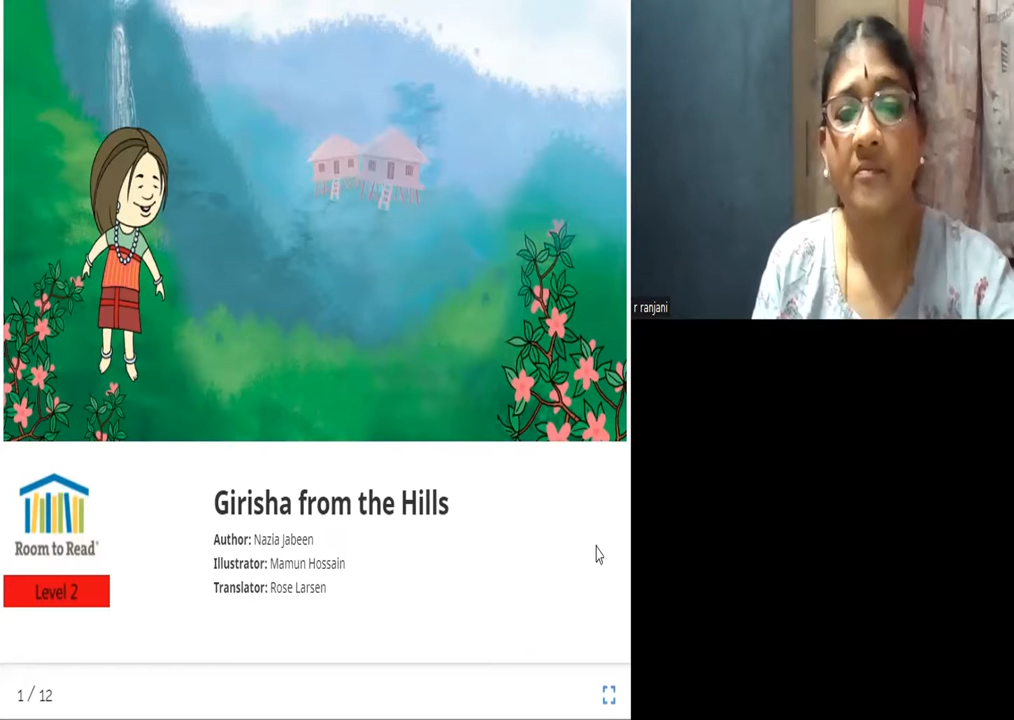 Room to Read®
Level 2
Girisha from the Hills
Author: Nazia Jabeen
Illustrator: Mamun Hossain
Translator: Rose Larsen
1 / 12
r ranjani